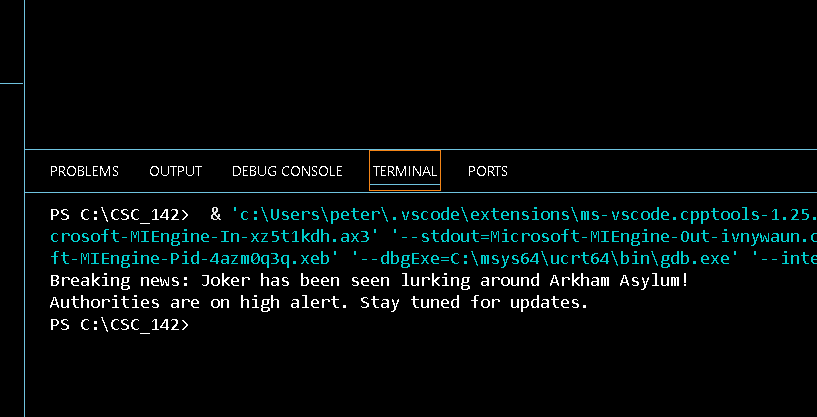 PROBLEMS OUTPUT DEBUG CONSOLE TERMINAL PORTS
PS C:\CSC_142>  & 'c:\Users\peter\.vscode\extensions\ms-vscode.cpptools-1.25.
crosoft-MIEngine-In-xz5t1kdh.ax3' '--stdout=Microsoft-MIEngine-Out-ivnywaun.c
ft-MIEngine-Pid-4azm0q3q.xeb' '--dbgExe=C:\msys64\ucrt64\bin\gdb.exe' '--inte
Breaking news: Joker has been seen lurking around Arkham Asylum!
Authorities are on high alert. Stay tuned for updates.
PS C:\CSC_142>